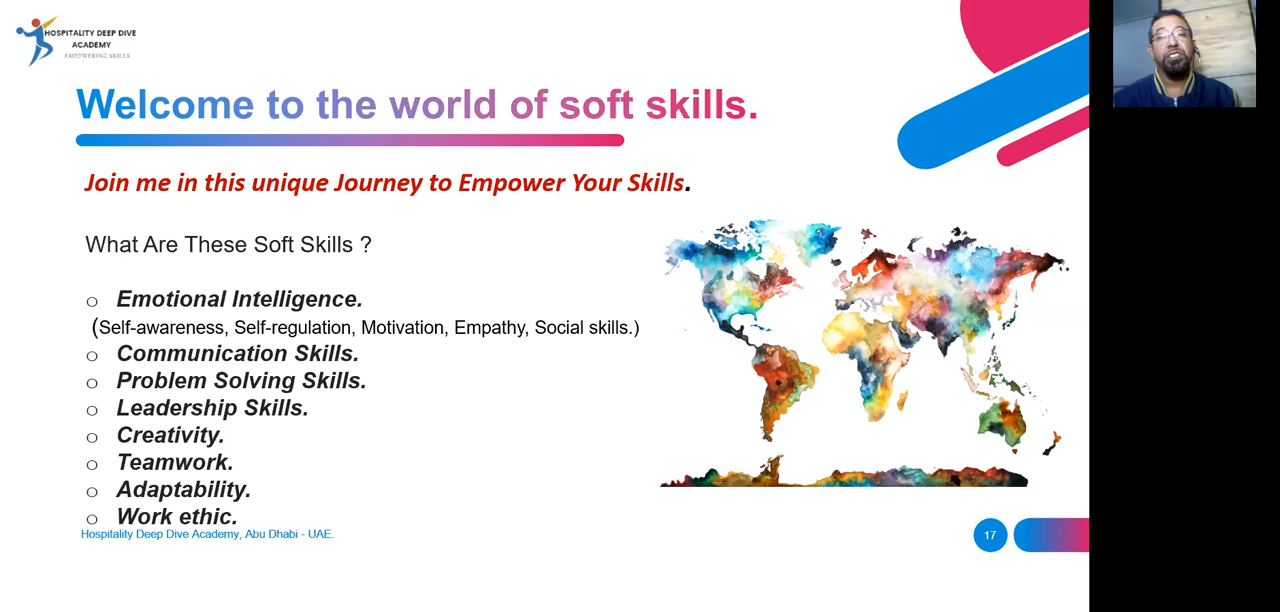 HOSPITALITY DEEP DIVE
ACADEMY
EMPOWERING SKILLS
Welcome to the world of soft skills.
Join me in this unique Journey to Empower Your Skills.
What Are These Soft Skills ?
o Emotional Intelligence.
(Self-awareness, Self-regulation, Motivation, Empathy, Social skills.)
o Communication Skills.
o Problem Solving Skills.
o Leadership Skills.
o Creativity.
o Teamwork.
o Adaptability.
o Work ethic.
Hospitality Deep Dive Academy, Abu Dhabi - UAE.
17